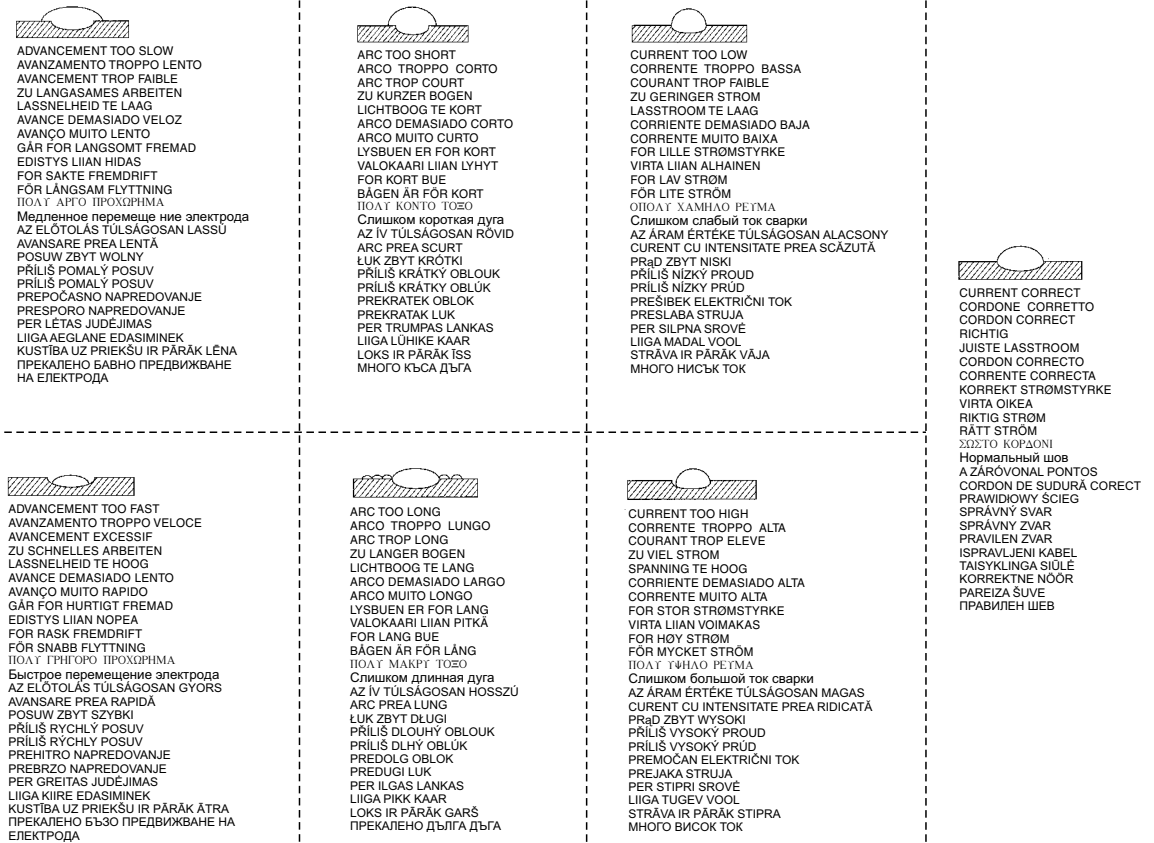 ADVANCEMENT TOO SLOW
AVANZAMENTO TROPPO LENTO
AVANCEMENT TROP FAIBLE
ZU LANGASAMES ARBEITEN
LASSNELHEID TE LAAG
AVANCE DEMASIADO VELOZ
AVANÇO MUITO LENTO
GÅR FOR LANGSOMT FREMAD
EDISTYS LIIAN HIDAS
FOR SAKTE FREMDRIFT
FÖR LÅNGSAM FLYTTNING
ΠΟΛΥ ΑΡΓΟ ΠΡΟΧΩΡΗΜΑ
Медленное перемеще ние электрода
AZ ELŐTOLÁS TÚLSÁGOSAN LASSÚ
AVANSARE PREA LENTĂ
POSUW ZBYT WOLNY
PŘÍLIŠ POMALÝ POSUV
PRÍLIŠ POMALÝ POSUV
PREPOČASNO NAPREDOVANJE
PRESPORO NAPREDOVANJE
PER LĖTAS JUDĖJIMAS
LIIGA AEGLANE EDASIMINEK
KUSTĪBA UZ PRIEKŠU IR PĀRĀK LĒNA
ПРЕКАЛЕНО БАВНО ПРЕДВИЖВАНЕ
НА ЕЛЕКТРОДА
ARC TOO SHORT
ARCO TROPPO CORTO
ARC TROP COURT
ZU KURZER BOGEN
LICHTBOOG TE KORT
ARCO DEMASIADO CORTO
ARCO MUITO CURTO
LYSBUEN ER FOR KORT
VALOKAARI LIIAN LYHYT
FOR KORT BUE
BÅGEN ÄR FÖR KORT
ΠΟΛΥ ΚΟΝΤΟ ΤΟΞΟ
Слишком короткая дуга
AZ ÍV TÚLSÁGOSAN RÖVID
ARC PREA SCURT
ŁUK ZBYT KRÓTKI
PŘÍLIŠ KRÁTKÝ OBLOUK
PRÍLIŠ KRÁTKY OBLÚK
PREKRATEK OBLOK
PREKRATAK LUK
PER TRUMPAS LANKAS
LIIGA LÜHIKE KAAR
LOKS IR PĀRĀK ĪSS
МНОГО КЪСА ДЪГА
CURRENT TOO LOW
CORRENTE TROPPO BASSA
COURANT TROP FAIBLE
ZU GERINGER STROM
LASSTROOM TE LAAG
CORRIENTE DEMASIADO BAJA
CORRENTE MUITO BAIXA
FOR LILLE STRØMSTYRKE
VIRTA LIIAN ALHAINEN
FOR LAV STRØM
FÖR LITE STRÖM
ΟΠΟΛΥ ΧΑΜΗΛΟ ΡΕΥΜΑ
Слишком слабый ток сварки
AZ ÁRAM ÉRTÉKE TÚLSÁGOSAN ALACSONY
CURENT CU INTENSITATE PREA SCĂZUTĂ
PRąD ZBYT NISKI
PŘÍLIŠ NÍZKÝ PROUD
PRÍLIŠ NÍZKY PRÚD
PREŠIBEK ELEKTRIČNI TOK
PRESLABA STRUJA
PER SILPNA SROVĖ
LIIGA MADAL VOOL
STRĀVA IR PĀRĀK VĀJA
МНОГО НИСЪК ТОК
CURRENT CORRECT
CORDONE CORRETTO
CORDON CORRECT
RICHTIG
JUISTE LASSTROOM
CORDON CORRECTO
CORRENTE CORRECTA
KORREKT STRØMSTYRKE
VIRTA OIKEA
RIKTIG STRØM
RÄTT STRÖM
ΣΩΣΤΟ ΚΟΡΔΟΝΙ
Нормальный шов
A ZÁRÓVONAL PONTOS
CORDON DE SUDURĂ CORECT
PRAWIDłOWY ŚCIEG
SPRÁVNÝ SVAR
SPRÁVNY ZVAR
PRAVILEN ZVAR
ISPRAVLJENI KABEL
TAISYKLINGA SIŪLĖ
KORREKTNE NÖÖR
PAREIZA ŠUVE
ПРАВИЛЕН ШЕВ
ADVANCEMENT TOO FAST
AVANZAMENTO TROPPO VELOCE
AVANCEMENT EXCESSIF
ZU SCHNELLES ARBEITEN
LASSNELHEID TE HOOG
AVANCE DEMASIADO LENTO
AVANÇO MUITO RAPIDO
GÅR FOR HURTIGT FREMAD
EDISTYS LIIAN NOPEA
FOR RASK FREMDRIFT
FÖR SNABB FLYTTNING
ΠΟΛΥ ΓΡΗΓΟΡΟ ΠΡΟΧΩΡΗΜΑ
Быстрое перемещение электрода
AZ ELŐTOLÁS TÚLSÁGOSAN GYORS
AVANSARE PREA RAPIDĂ
POSUW ZBYT SZYBKI
PŘÍLIŠ RYCHLÝ POSUV
PRÍLIŠ RÝCHLY POSUV
PREHITRO NAPREDOVANJE
PREBRZO NAPREDOVANJE
PER GREITAS JUDĖJIMAS
LIIGA KIIRE EDASIMINEK
KUSTĪBA UZ PRIEKŠU IR PĀRĀK ĀTRA
ПРЕКАЛЕНО БЪЗО ПРЕДВИЖВАНЕ НА
ЕЛЕКТРОДА
ARC TOO LONG
ARCO TROPPO LUNGO
ARC TROP LONG
ZU LANGER BOGEN
LICHTBOOG TE LANG
ARCO DEMASIADO LARGO
ARCO MUITO LONGO
LYSBUEN ER FOR LANG
VALOKAARI LIIAN PITKÄ
FOR LANG BUE
BÅGEN ÄR FÖR LÅNG
ΠΟΛΥ ΜΑΚΡΥ ΤΟΞΟ
Слишком длинная дуга
AZ ÍV TÚLSÁGOSAN HOSSZÚ
ARC PREA LUNG
ŁUK ZBYT DŁUGI
PŘÍLIŠ DLOUHÝ OBLOUK
PRÍLIŠ DLHÝ OBLÚK
PREDOLG OBLOK
PREDUGI LUK
PER ILGAS LANKAS
LIIGA PIKK KAAR
LOKS IR PĀRĀK GARŠ
ПРЕКАЛЕНО ДЪЛГА ДЪГА
CURRENT TOO HIGH
CORRENTE TROPPO ALTA
COURANT TROP ELEVE
ZU VIEL STROM
SPANNING TE HOOG
CORRIENTE DEMASIADO ALTA
CORRENTE MUITO ALTA
FOR STOR STRØMSTYRKE
VIRTA LIIAN VOIMAKAS
FOR HØY STRØM
FÖR MYCKET STRÖM
ΠΟΛΥ ΥΨΗΛΟ ΡΕΥΜΑ
Слишком большой ток сварки
AZ ÁRAM ÉRTÉKE TÚLSÁGOSAN MAGAS
CURENT CU INTENSITATE PREA RIDICATĂ
PRąD ZBYT WYSOKI
PŘÍLIŠ VYSOKÝ PROUD
PRÍLIŠ VYSOKÝ PRÚD
PREMOČAN ELEKTRIČNI TOK
PREJAKA STRUJA
PER STIPRI SROVĖ
LIIGA TUGEV VOOL
STRĀVA IR PĀRĀK STIPRA
МНОГО ВИСОК ТОК